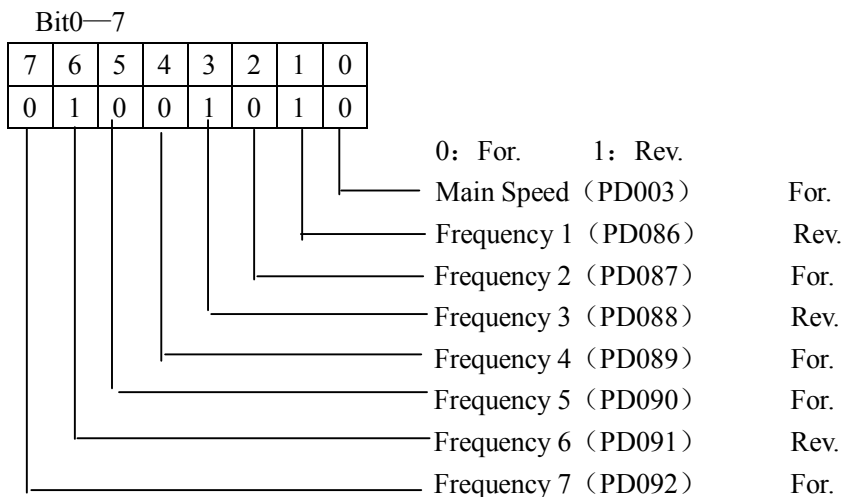 Bit0—7
7 6 5 4 3 2 1 0
0 1 0 0 1 0 1 0
0：For. 1：Rev.
Main Speed（PD003） For.
Frequency 1（PD086） Rev.
Frequency 2（PD087） For.
Frequency 3（PD088） Rev.
Frequency 4（PD089） For.
Frequency 5（PD090） For.
Frequency 6（PD091） Rev.
Frequency 7（PD092） For.